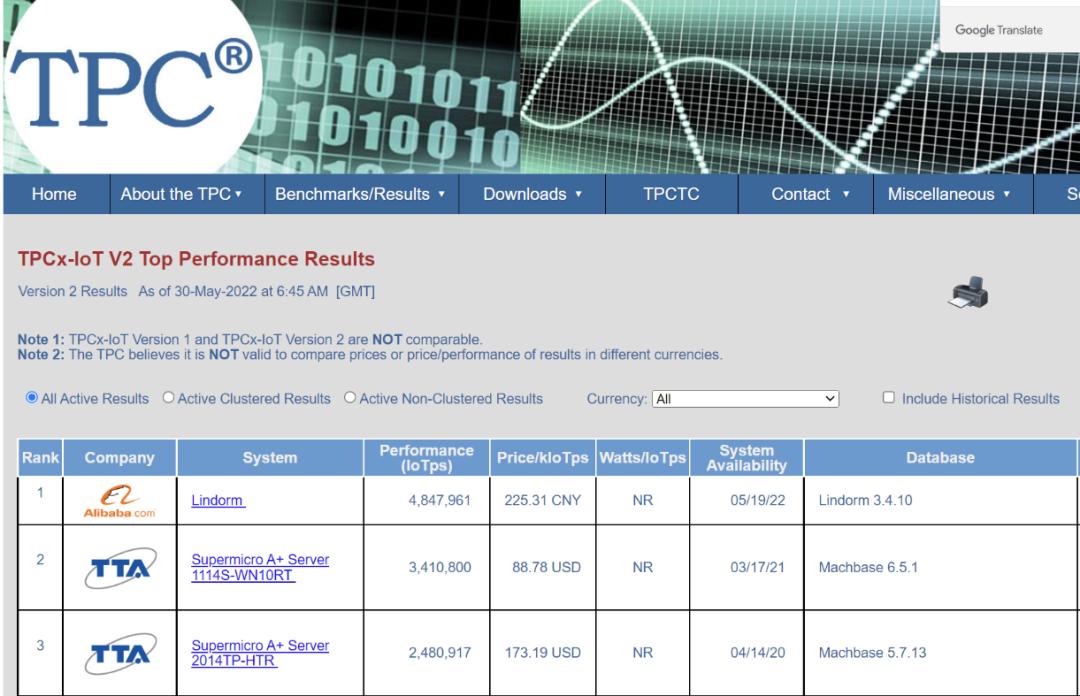 TPC®
10101011
01010010
Google Translate
Home
About the TPC ▾
Benchmarks/Results ▾
Downloads ▾
TPCTC
Contact ▾
Miscellaneous ▾
TPCx-IoT V2 Top Performance Results
Version 2 Results As of 30-May-2022 at 6:45 AM [GMT]
Note 1: TPCx-IoT Version 1 and TPCx-IoT Version 2 are NOT comparable.
Note 2: The TPC believes it is NOT valid to compare prices or price/performance of results in different currencies.
All Active Results Active Clustered Results Active Non-Clustered Results Currency: All Include Historical Results
Rank Company System Performance (IoTps) Price/kIoTps Watts/IoTps System Availability Database
1 Alibaba.com Lindorm 4,847,961 225.31 CNY NR 05/19/22 Lindorm 3.4.10
2 TTA Supermicro A+ Server 1114S-WN10RT 3,410,800 88.78 USD NR 03/17/21 Machbase 6.5.1
3 TTA Supermicro A+ Server 2014TP-HTR 2,480,917 173.19 USD NR 04/14/20 Machbase 5.7.13